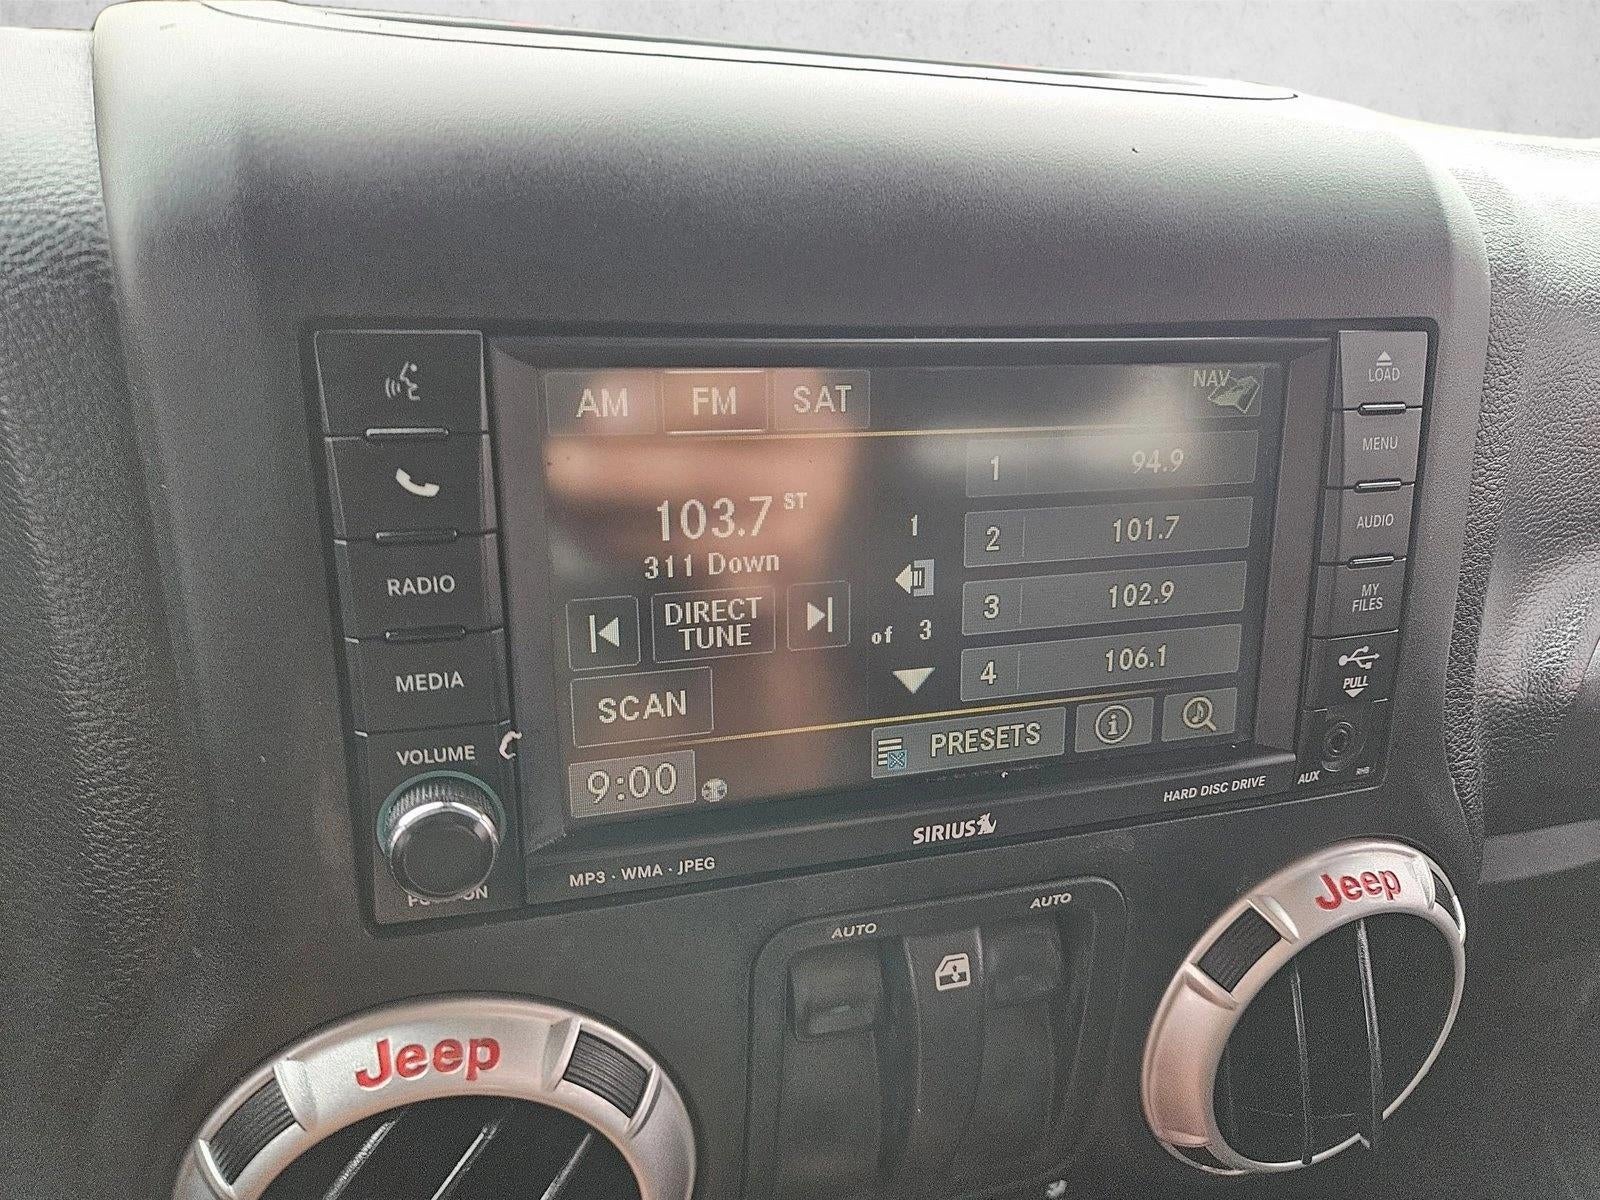 AM FM SAT
NAV
103.7 ST
311 Down
DIRECT
TUNE
SCAN
9:00
1
of 3
1 94.9
2 101.7
3 102.9
4 106.1
PRESETS
RADIO
MEDIA
VOLUME
LOAD
MENU
AUDIO
MY
FILES
PULL
AUX
RHB
MP3 · WMA · JPEG
SIRIUS
HARD DISC DRIVE
AUTO
AUTO
Jeep
Jeep